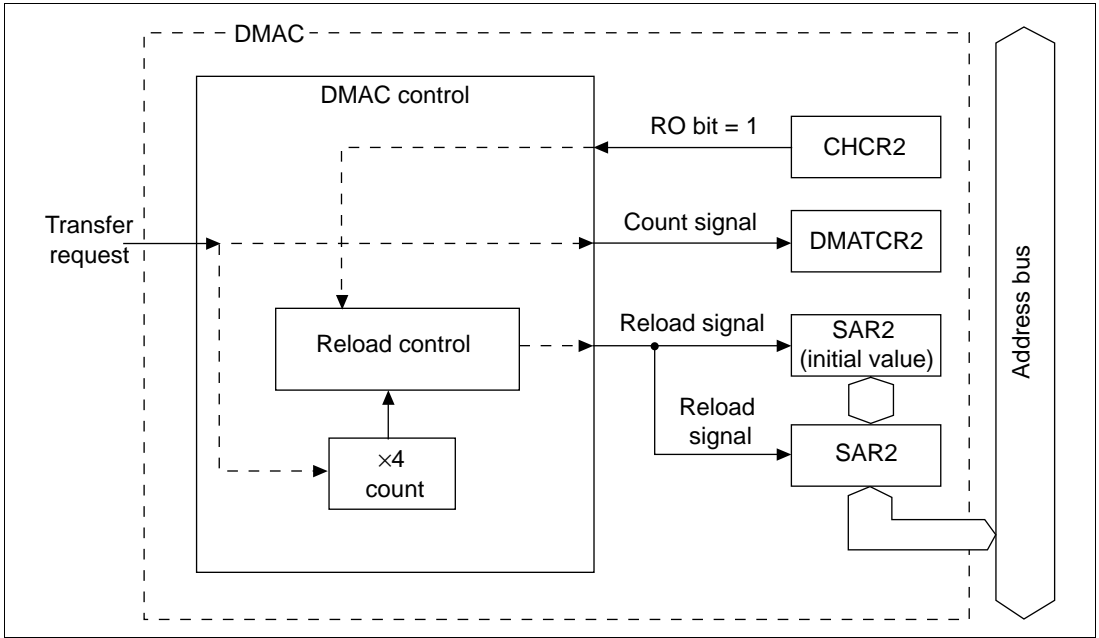 DMAC
DMAC control
RO bit = 1
CHCR2
Transfer
request
Count signal
DMATCR2
Reload control
Reload signal
SAR2
(initial value)
Reload
signal
SAR2
×4
count
Address bus